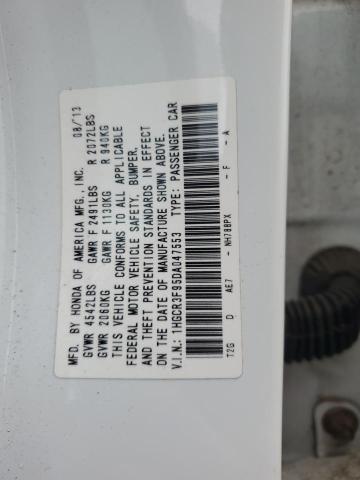 MFD. BY HONDA OF AMERICA MFG., INC. 08/13
GVWR 4542LBS GAWR F 2491LBS R 2072LBS
GVWR 2060KG GAWR F 1130KG R 940KG
THIS VEHICLE CONFORMS TO ALL APPLICABLE
FEDERAL MOTOR VEHICLE SAFETY, BUMPER,
AND THEFT PREVENTION STANDARDS IN EFFECT
ON THE DATE OF MANUFACTURE SHOWN ABOVE.
V.I.N.: 1HGCR3F95DA047553 TYPE: PASSENGER CAR
T2G D AE7 - NH788PX - F - A